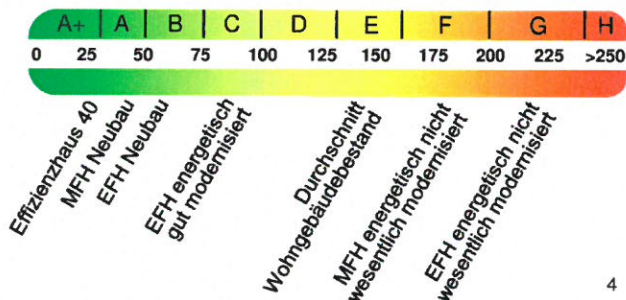 A+ A B C D E F G H
0 25 50 75 100 125 150 175 200 225 >250
Effizienzhaus 40
MFH Neubau
EFH Neubau
EFH energetisch
gut modernisiert
Durchschnitt
Wohngebäudebestand
MFH energetisch nicht
wesentlich modernisiert
EFH energetisch nicht
wesentlich modernisiert
4